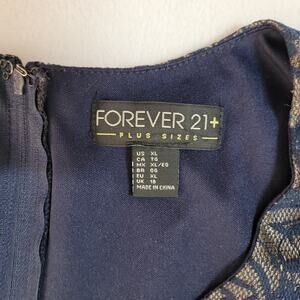 FOREVER 21+
PLUS SIZES
US XL
CA TG
MX XL/EG
BR GG
EU XL
UK 18
MADE IN CHINA